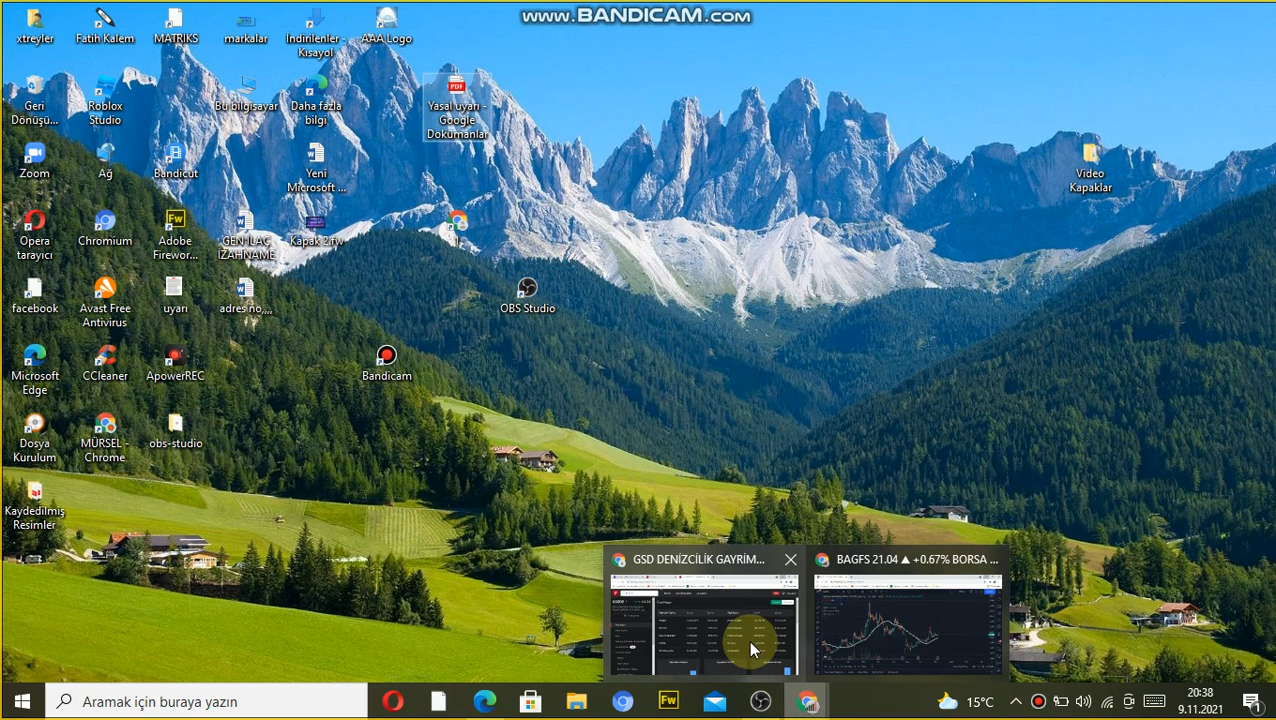 www.BANDICAM.com
xtreyler
Fatih Kalem
MATRIKS
markalar
İndirilenler -
Kısayol
AAA Logo
Geri
Dönüşü...
Roblox
Studio
Bu bilgisayar
Daha fazla
bilgi
PDF
Yasal uyarı -
Google
Dokümanlar
Zoom
Ağ
Bandicut
Yeni
Microsoft ...
Video
Kapaklar
Opera
tarayıcı
Chromium
Fw
Adobe
Firewor...
GEN İLAÇ
İZAHNAME
Kapak 2.fw
facebook
Avast Free
Antivirus
uyarı
adres no,,,,
OBS Studio
Microsoft
Edge
CCleaner
ApowerREC
Bandicam
Dosya
Kurulum
MÜRSEL -
Chrome
obs-studio
Kaydedilmiş
Resimler
GSD DENİZCİLİK GAYRİM...
BAGFS 21.04 ▲ +0.67% BORSA ...
Aramak için buraya yazın
Fw
15°C
20:38
9.11.2021
1